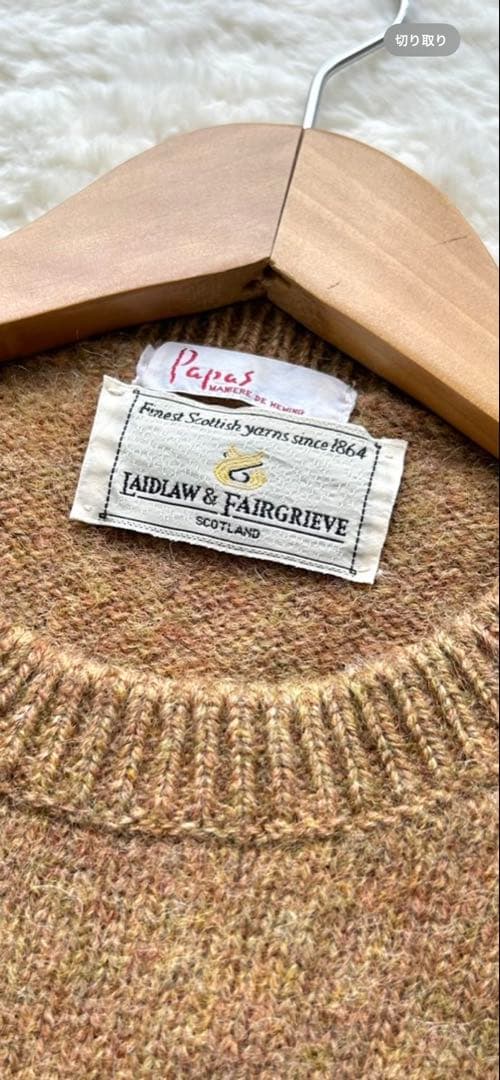 切り取り
Papas
MANIERE DE HEMING
Finest Scottish yarns since 1864
LAIDLAW & FAIRGRIEVE
SCOTLAND